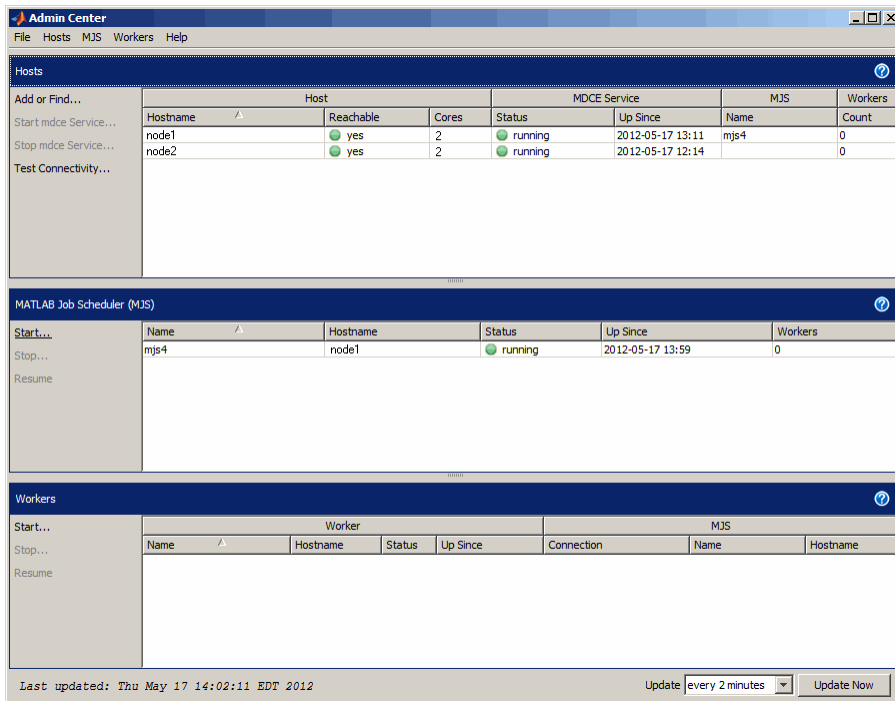 Admin Center
File Hosts MJS Workers Help
Hosts
Add or Find...
Start mdce Service...
Stop mdce Service...
Test Connectivity...
Host MDCE Service MJS Workers
Hostname Reachable Cores Status Up Since Name Count
node1 yes 2 running 2012-05-17 13:11 mjs4 0
node2 yes 2 running 2012-05-17 12:14 0
MATLAB Job Scheduler (MJS)
Start...
Stop...
Resume
Name Hostname Status Up Since Workers
mjs4 node1 running 2012-05-17 13:59 0
Workers
Start...
Stop...
Resume
Worker MJS
Name Hostname Status Up Since Connection Name Hostname
Last updated: Thu May 17 14:02:11 EDT 2012
Update every 2 minutes Update Now